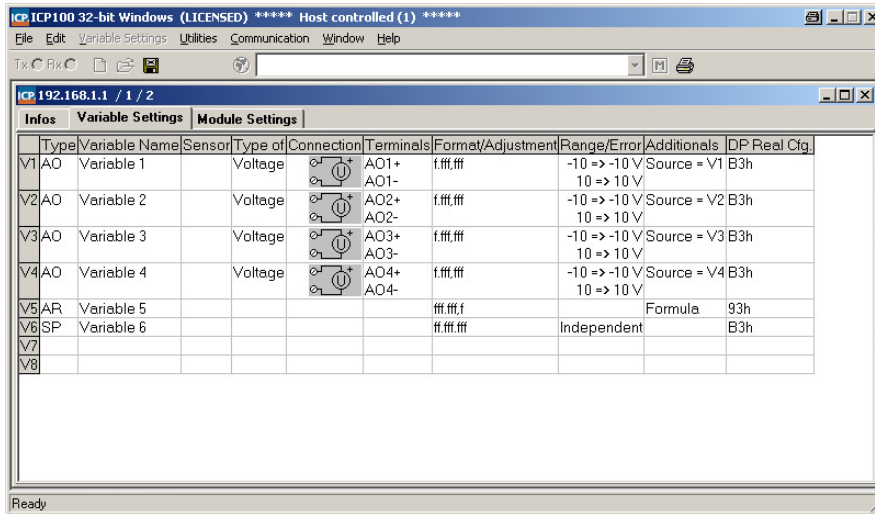 ICP ICP100 32-bit Windows (LICENSED) ***** Host controlled (1) *****
File Edit Variable Settings Utilities Communication Window Help
Tx Rx M
ICP 192.168.1.1 / 1 / 2
Infos Variable Settings Module Settings
Type Variable Name Sensor Type of Connection Terminals Format/Adjustment Range/Error Additionals DP Real Cfg.
V1 AO Variable 1 Voltage U AO1+ f.fff,fff -10 => -10 V Source = V1 B3h
AO1- 10 => 10 V
V2 AO Variable 2 Voltage U AO2+ f.fff,fff -10 => -10 V Source = V2 B3h
AO2- 10 => 10 V
V3 AO Variable 3 Voltage U AO3+ f.fff,fff -10 => -10 V Source = V3 B3h
AO3- 10 => 10 V
V4 AO Variable 4 Voltage U AO4+ f.fff,fff -10 => -10 V Source = V4 B3h
AO4- 10 => 10 V
V5 AR Variable 5 fff.fff,f Formula 93h
V6 SP Variable 6 ff.fff.fff Independent B3h
V7
V8
Ready